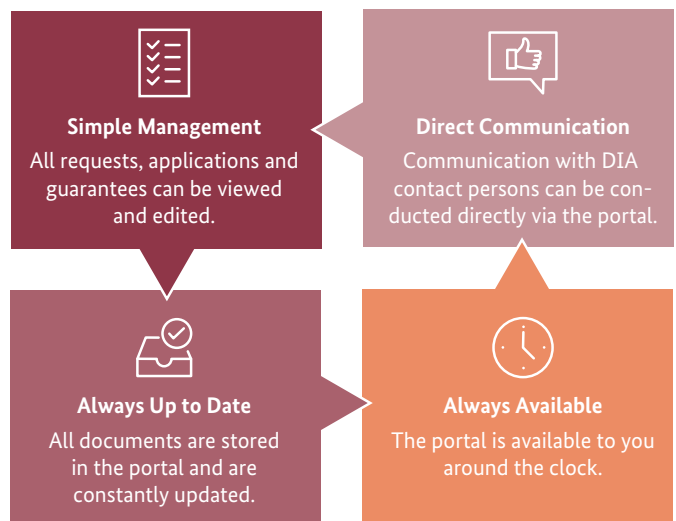 Simple Management
All requests, applications and
guarantees can be viewed
and edited.
Direct Communication
Communication with DIA
contact persons can be con-
ducted directly via the portal.
Always Up to Date
All documents are stored
in the portal and are
constantly updated.
Always Available
The portal is available to you
around the clock.